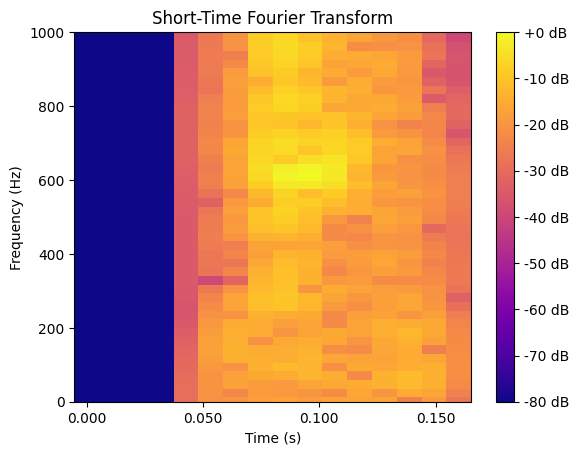 Short-Time Fourier Transform
Frequency (Hz)
1000
800
600
400
200
0
0.000
0.050
0.100
0.150
Time (s)
+0 dB
-10 dB
-20 dB
-30 dB
-40 dB
-50 dB
-60 dB
-70 dB
-80 dB